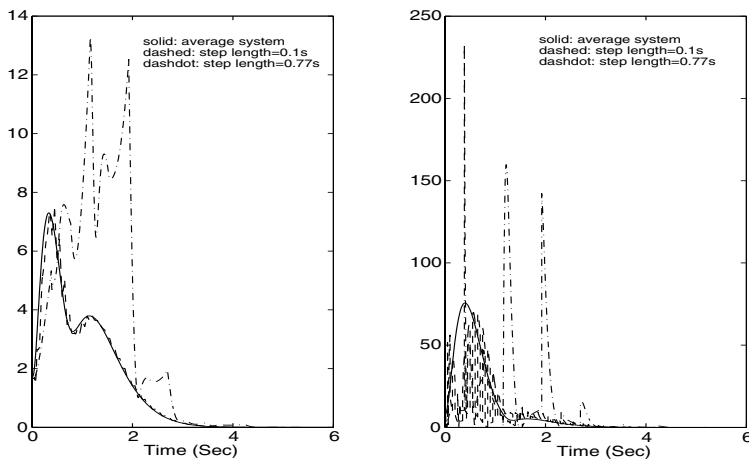 14
12
10
8
6
4
2
0
solid: average system
dashed: step length=0.1s
dashdot: step length=0.77s
0
2
4
6
Time (Sec)
250
200
150
100
50
0
solid: average system
dashed: step length=0.1s
dashdot: step length=0.77s
0
2
4
6
Time (Sec)